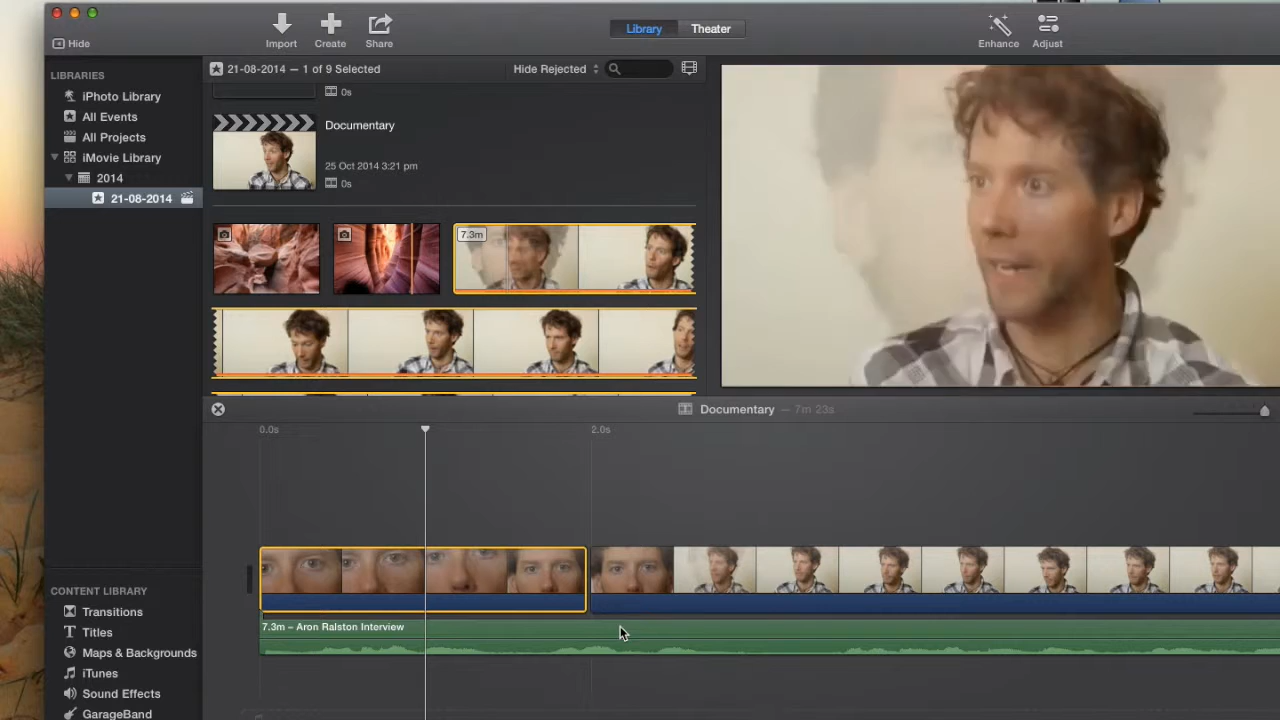 Hide
Import
Create
Share
Library
Theater
Enhance
Adjust
LIBRARIES
iPhoto Library
All Events
All Projects
iMovie Library
2014
21-08-2014
21-08-2014 — 1 of 9 Selected
Hide Rejected
0s
Documentary
25 Oct 2014 3:21 pm
0s
7.3m
Documentary — 7m 23s
0.0s
2.0s
7.3m – Aron Ralston Interview
CONTENT LIBRARY
Transitions
Titles
Maps & Backgrounds
iTunes
Sound Effects
GarageBand